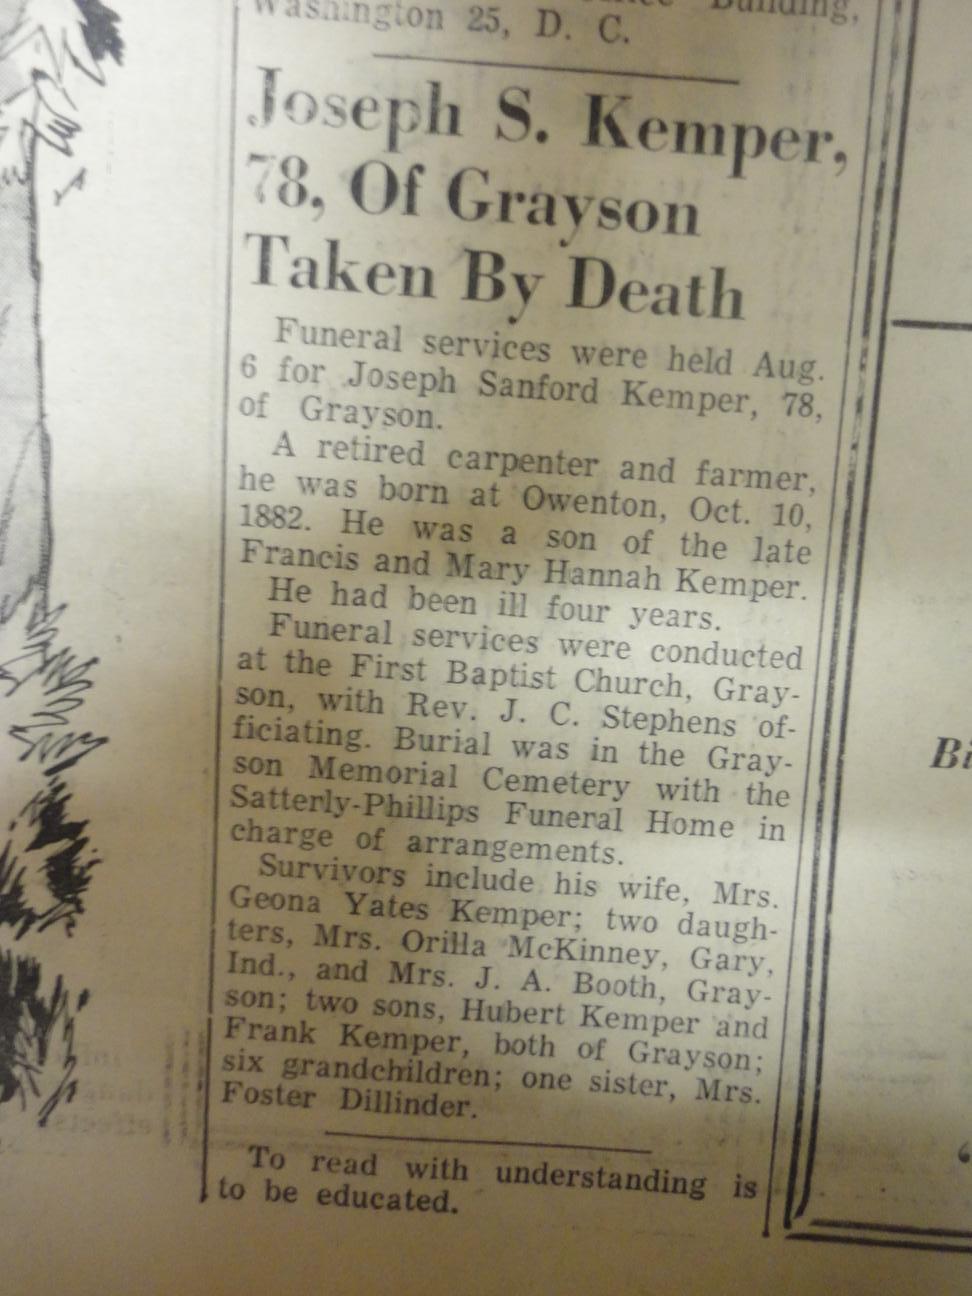 Building,
Washington 25, D. C.
Joseph S. Kemper,
78, Of Grayson
Taken By Death
Funeral services were held Aug.
6 for Joseph Sanford Kemper, 78,
of Grayson.
A retired carpenter and farmer,
he was born at Owenton, Oct. 10,
1882. He was a son of the late
Francis and Mary Hannah Kemper.
He had been ill four years.
Funeral services were conducted
at the First Baptist Church, Gray-
son, with Rev. J. C. Stephens of-
ficiating. Burial was in the Gray-
son Memorial Cemetery with the
Satterly-Phillips Funeral Home in
charge of arrangements.
Survivors include his wife, Mrs.
Geona Yates Kemper; two daugh-
ters, Mrs. Orilla McKinney, Gary,
Ind., and Mrs. J. A. Booth, Gray-
son; two sons, Hubert Kemper and
Frank Kemper, both of Grayson;
six grandchildren; one sister, Mrs.
Foster Dillinder.
To read with understanding is
to be educated.
Bi